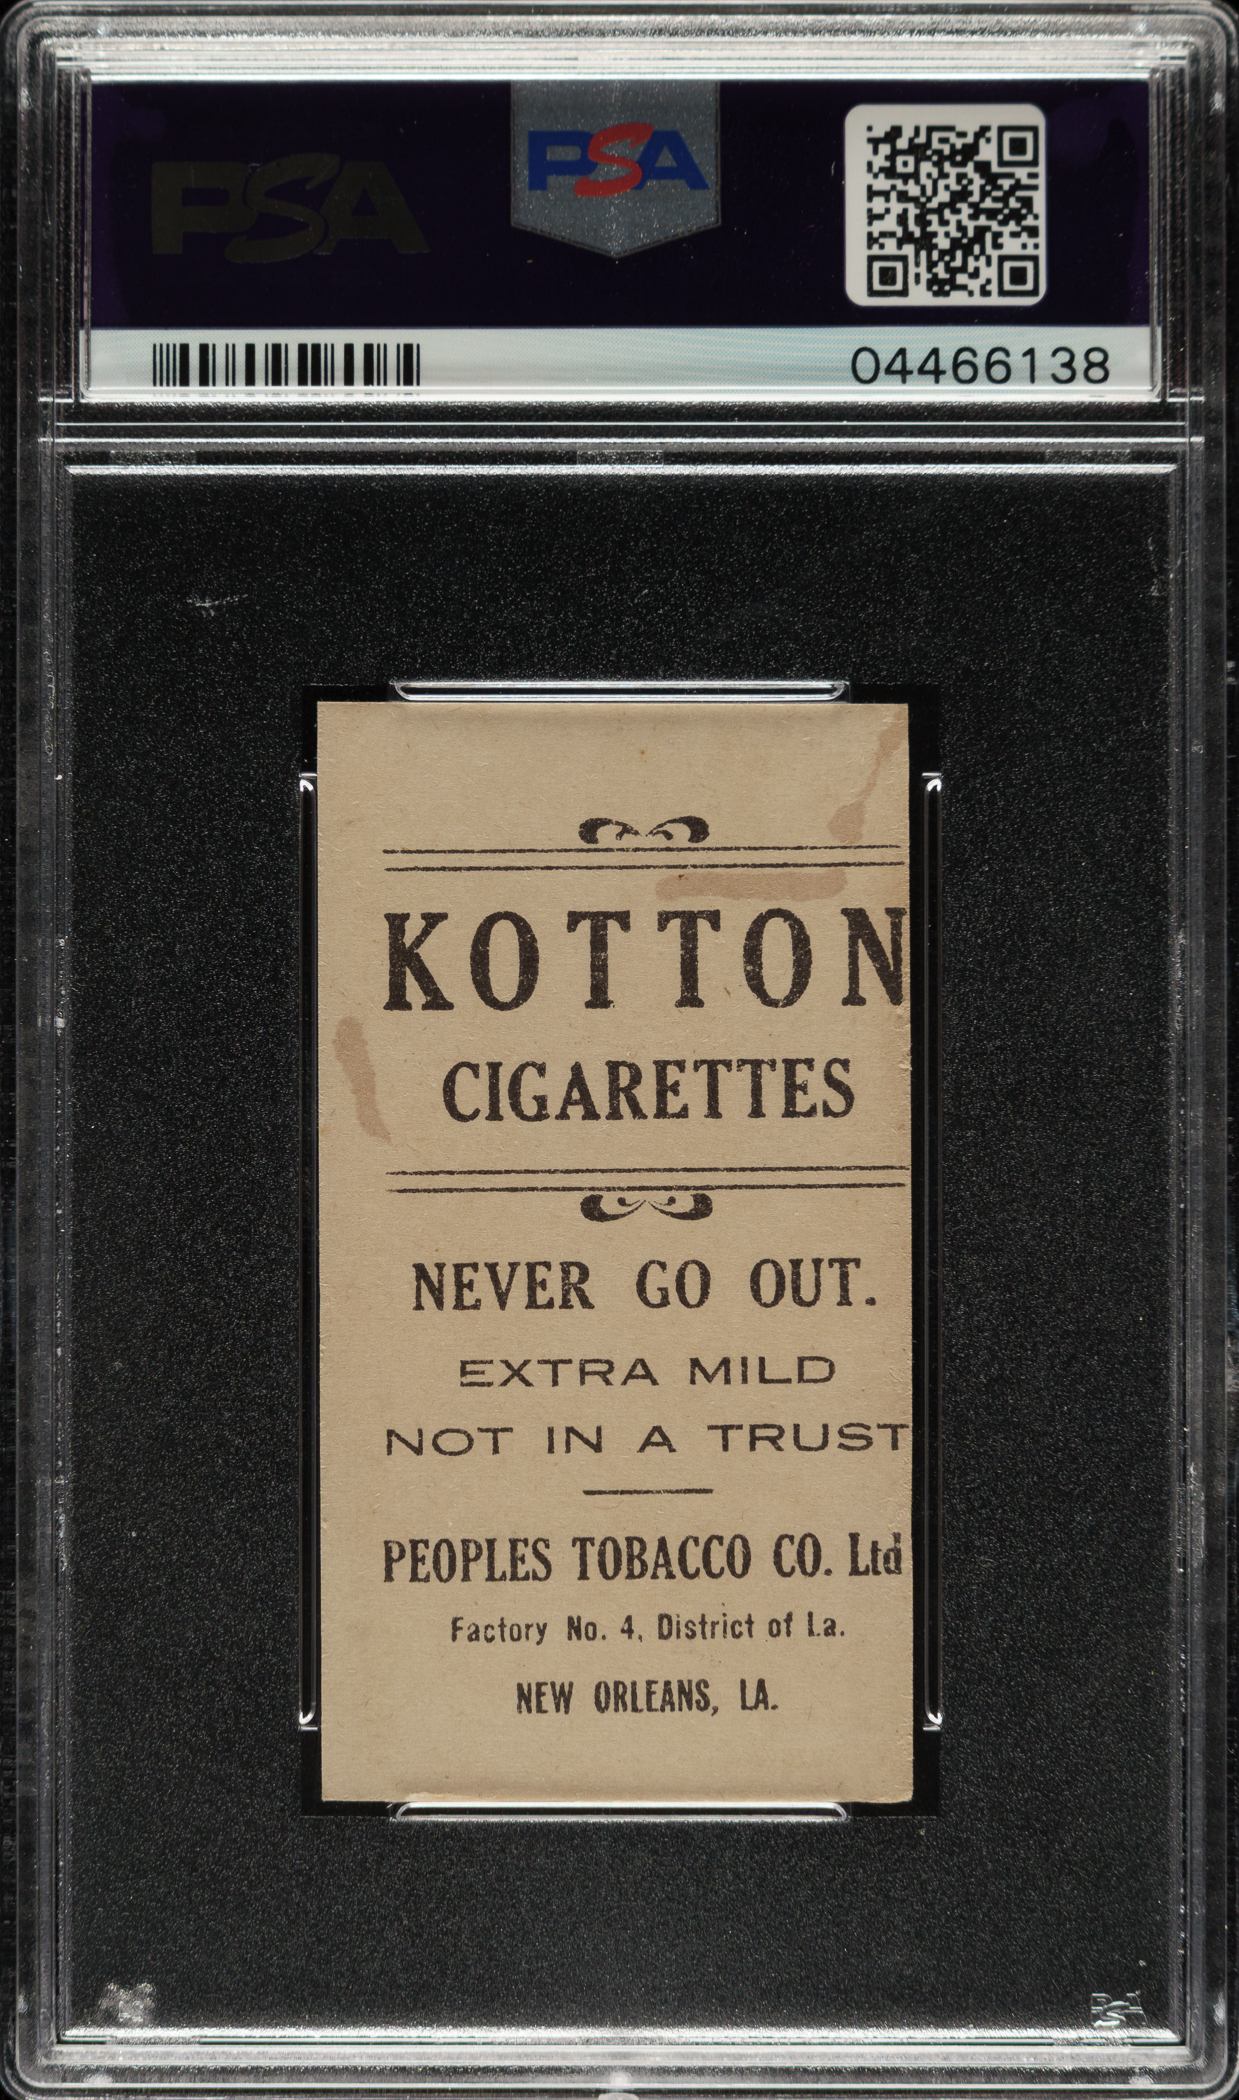 PSA
PSA
04466138
KOTTON
CIGARETTES
NEVER GO OUT.
EXTRA MILD
NOT IN A TRUST
PEOPLES TOBACCO CO. Ltd
Factory No. 4, District of La.
NEW ORLEANS, LA.
PSA